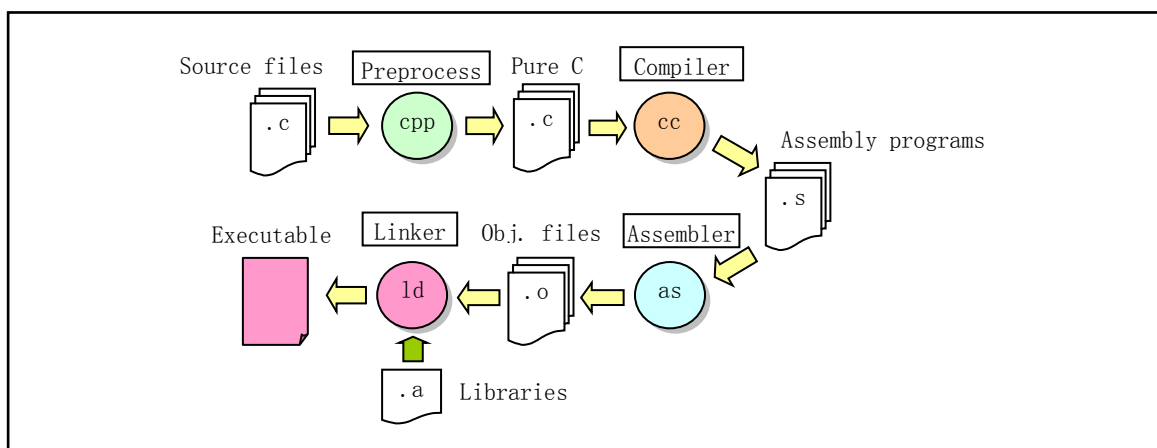 Source files
Preprocess
Pure C
Compiler
.c
cpp
.c
cc
Assembly programs
.s
Executable
Linker
Obj. files
Assembler
ld
.o
as
.a
Libraries